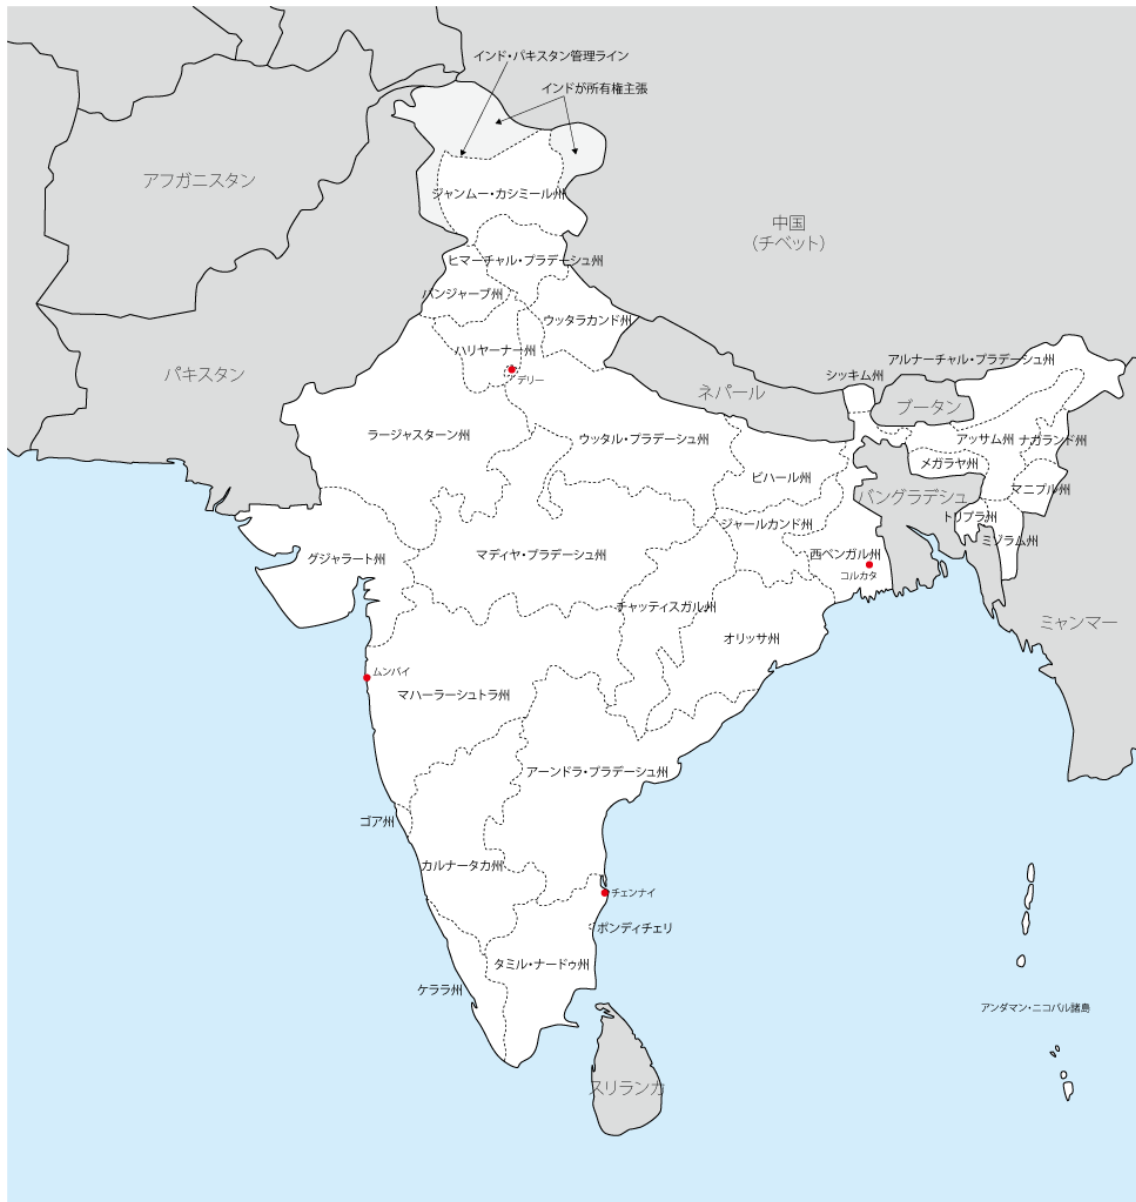 インド・パキスタン管理ライン
インドが所有権主張
アフガニスタン
ジャンムー・カシミール州
中国
(チベット)
ヒマーチャル・プラデーシュ州
パンジャーブ州
ウッタラカンド州
ハリヤーナー州
アルナーチャル・プラデーシュ州
パキスタン
デリー
シッキム州
ネパール
ブータン
ラージャスターン州
ウッタル・プラデーシュ州
アッサム州
ナガランド州
メガラヤ州
ビハール州
マニプル州
バングラデシュ
トリプラ州
ジャールカンド州
ミゾラム州
グジャラート州
マディヤ・プラデーシュ州
西ベンガル州
コルカタ
チャッティスガル州
ミャンマー
オリッサ州
ムンバイ
マハーラーシュトラ州
アーンドラ・プラデーシュ州
ゴア州
カルナータカ州
チェンナイ
ポンディチェリ
タミル・ナードゥ州
ケララ州
アンダマン・ニコバル諸島
スリランカ